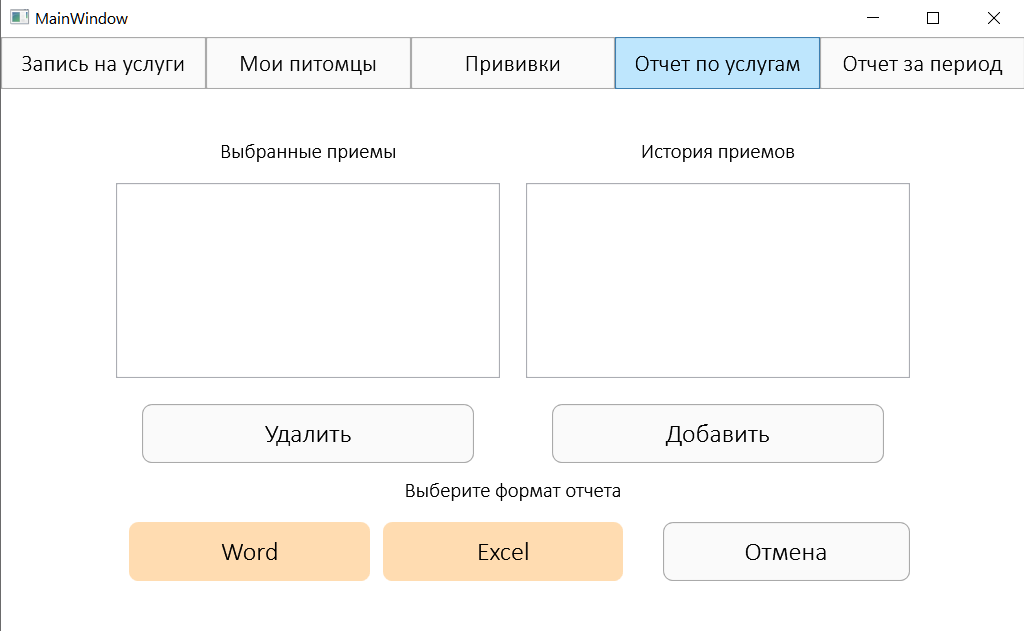 MainWindow
Запись на услуги
Мои питомцы
Прививки
Отчет по услугам
Отчет за период
Выбранные приемы
История приемов
Удалить
Добавить
Выберите формат отчета
Word
Excel
Отмена